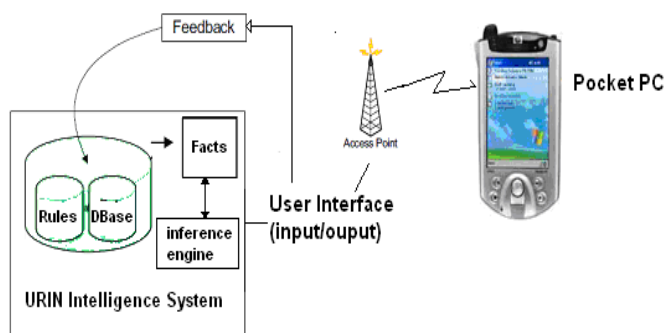 Feedback
Pocket PC
Access Point
Facts
Rules
DBase
User Interface
(input/ouput)
inference
engine
URIN Intelligence System